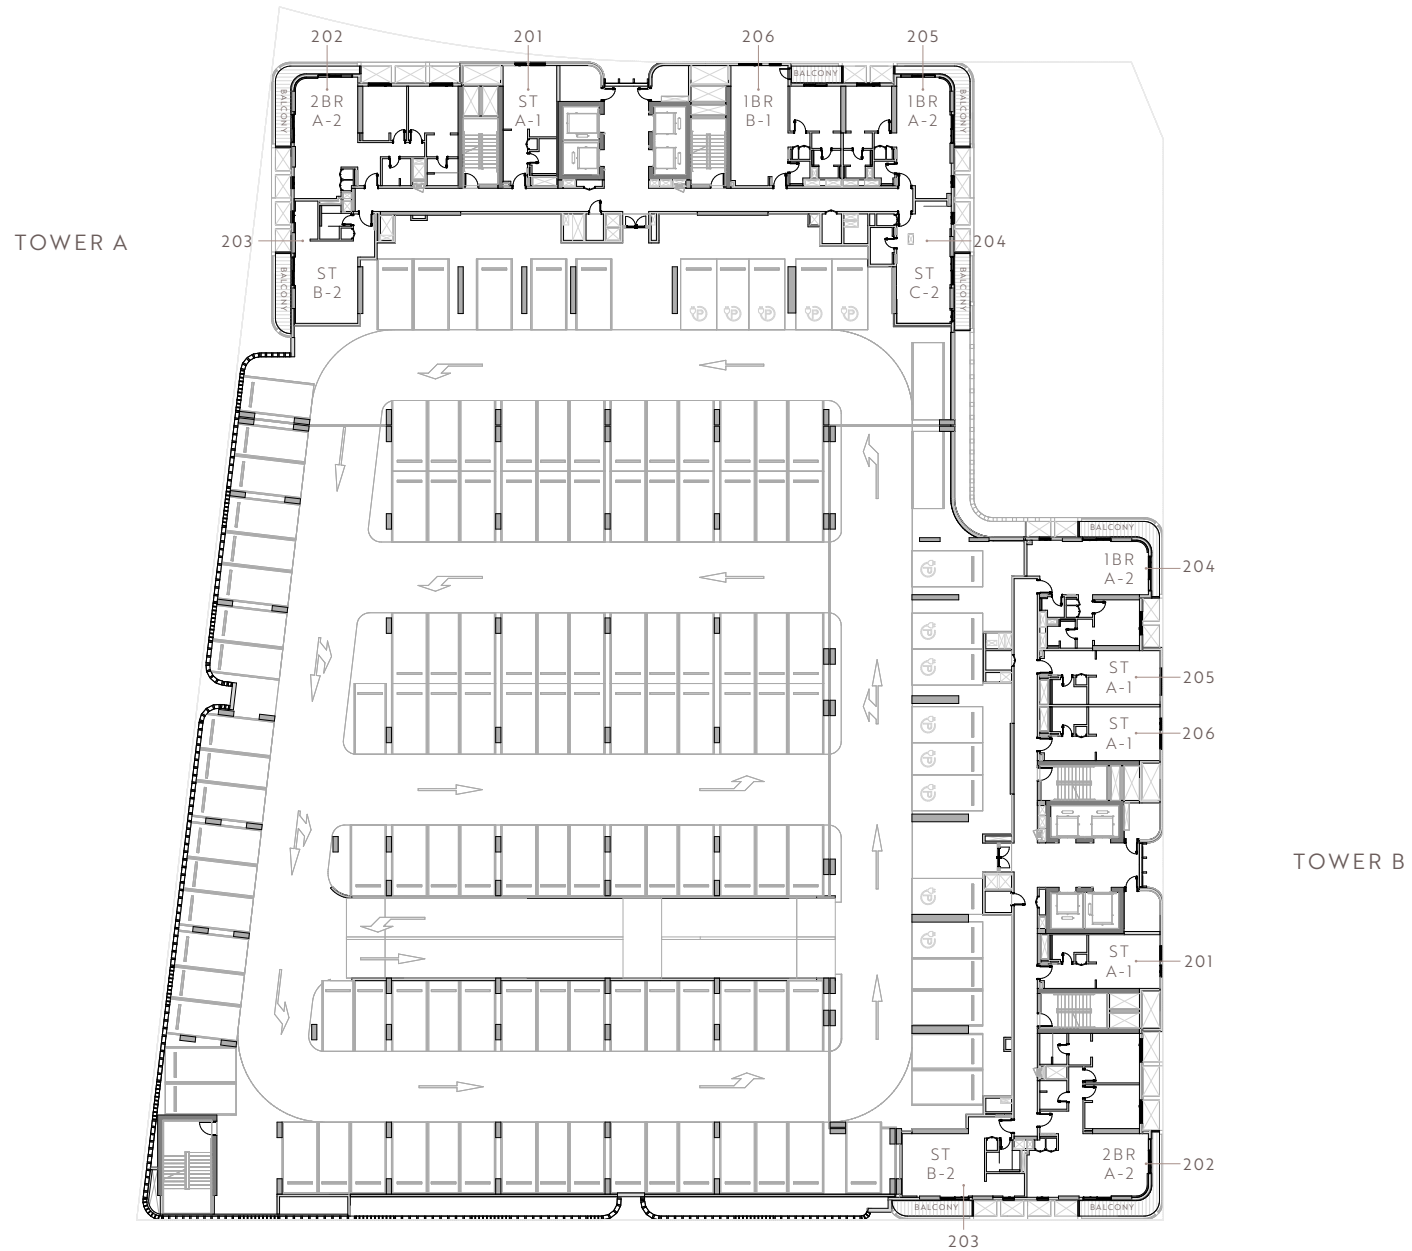 202
201
206
205
2BR
A-2
ST
A-1
1BR
B-1
BALCONY
1BR
A-2
BALCONY
BALCONY
TOWER A
203
204
ST
B-2
ST
C-2
BALCONY
BALCONY
P
P
P
P
P
BALCONY
1BR
A-2
204
P
P
P
ST
A-1
205
P
P
P
ST
A-1
206
TOWER B
P
P
ST
A-1
201
ST
B-2
2BR
A-2
202
BALCONY
BALCONY
203